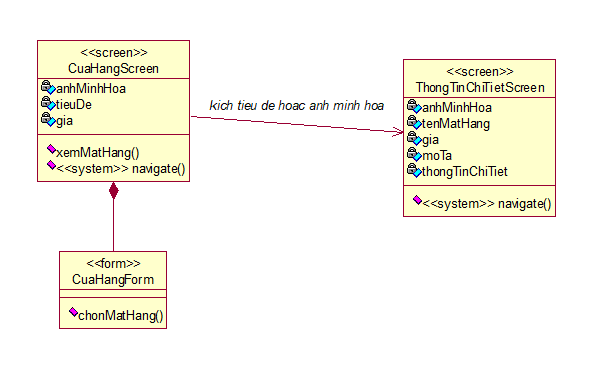 <<screen>>
CuaHangScreen
anhMinhHoa
tieuDe
gia
xemMatHang()
<<system>> navigate()
kich tieu de hoac anh minh hoa
<<screen>>
ThongTinChiTietScreen
anhMinhHoa
tenMatHang
gia
moTa
thongTinChiTiet
<<system>> navigate()
<<form>>
CuaHangForm
chonMatHang()